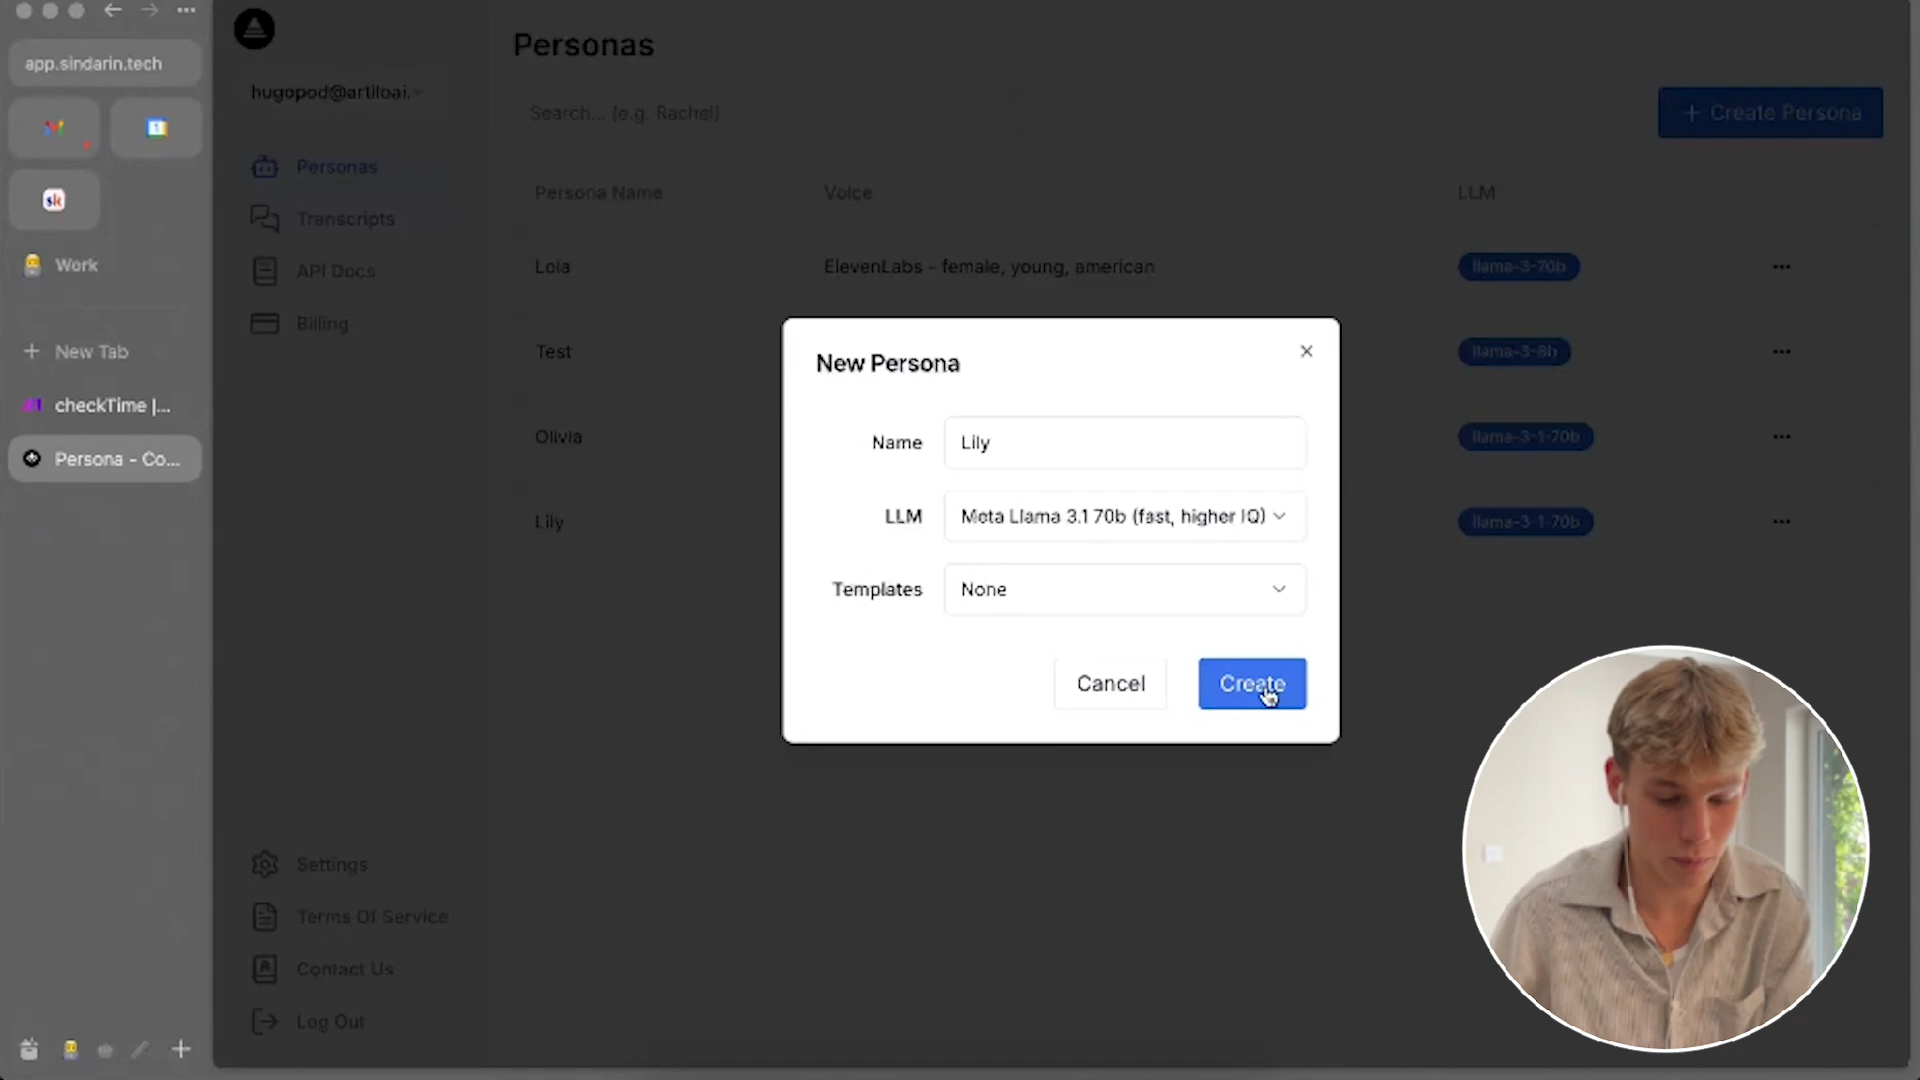 app.sindarin.tech
Work
New Tab
checkTime |...
Persona - Co...
hugopod@artiloai.
Personas
Transcripts
API Docs
Billing
Settings
Terms Of Service
Contact Us
Log Out
Personas
Search... (e.g. Rachel)
+ Create Persona
Persona Name Voice LLM
Lola ElevenLabs - female, young, american llama-3-70b
Test llama-3-8b
Olivia llama-3-1-70b
Lily llama-3-1-70b
New Persona
Name Lily
LLM Meta Llama 3.1 70b (fast, higher IQ)
Templates None
Cancel Create